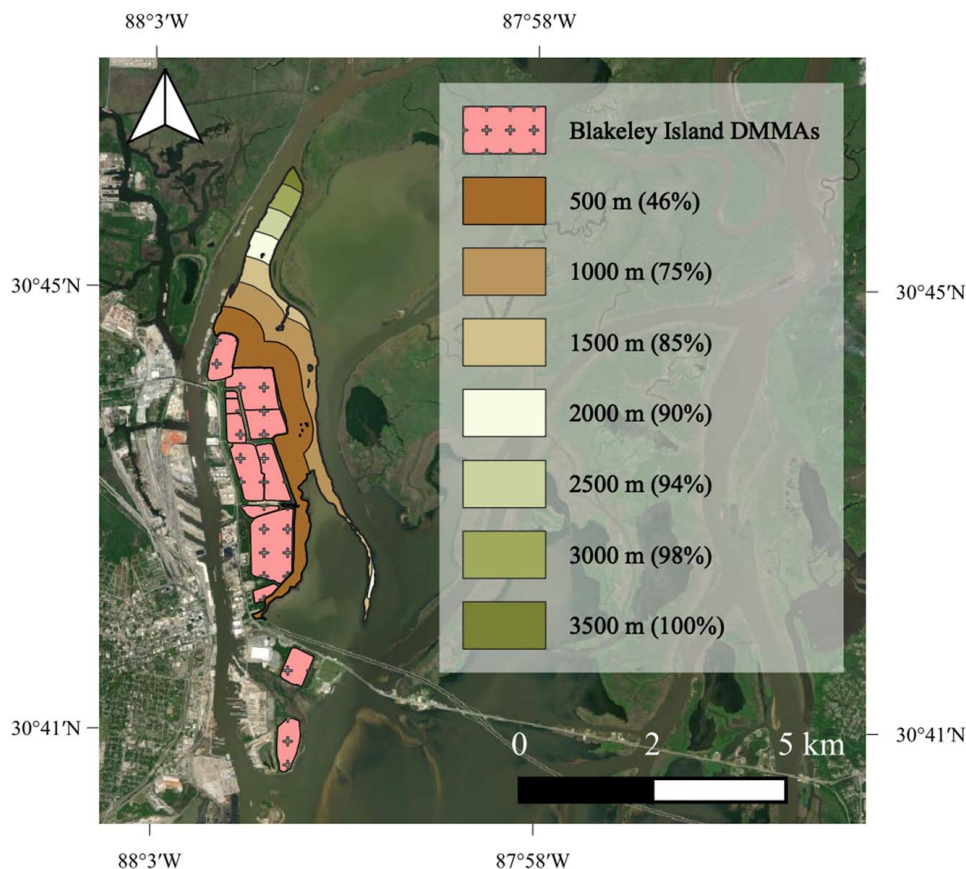 88°3′W 87°58′W
Blakeley Island DMMAs
500 m (46%)
1000 m (75%)
30°45′N 30°45′N
1500 m (85%)
2000 m (90%)
2500 m (94%)
3000 m (98%)
3500 m (100%)
30°41′N 30°41′N
0 2 5 km
88°3′W 87°58′W